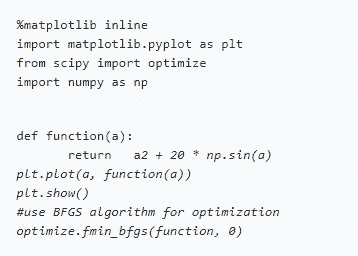 %matplotlib inline
import matplotlib.pyplot as plt
from scipy import optimize
import numpy as np
def function(a):
return a2 + 20 * np.sin(a)
plt.plot(a, function(a))
plt.show()
#use BFGS algorithm for optimization
optimize.fmin_bfgs(function, 0)